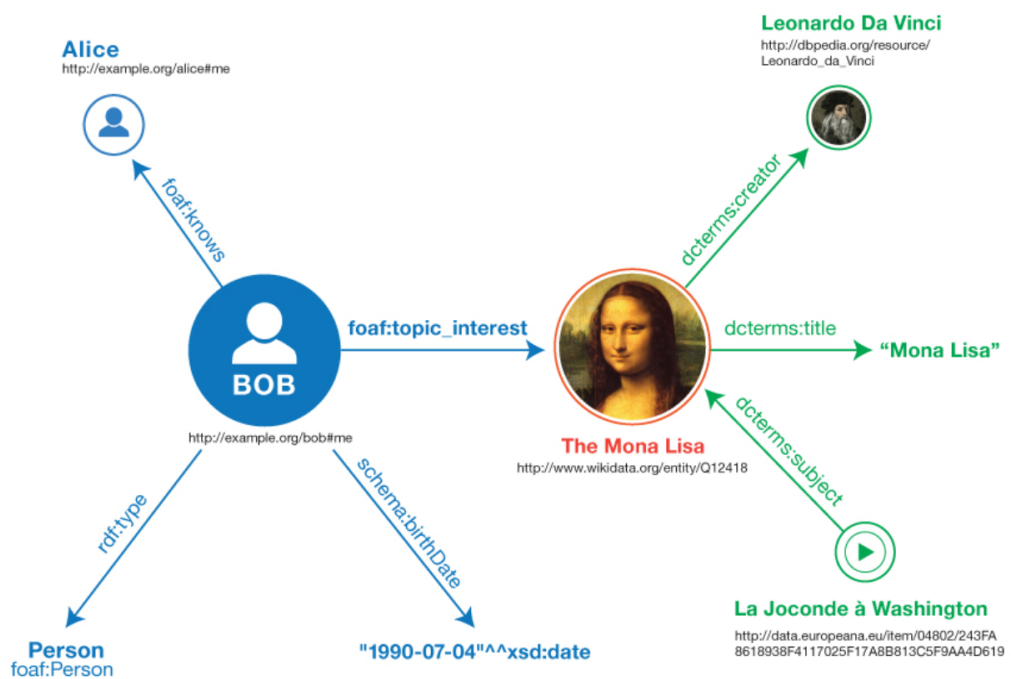 Leonardo Da Vinci
http://dbpedia.org/resource/
Leonardo_da_Vinci
Alice
http://example.org/alice#me
foaf:knows
dcterms:creator
foaf:topic_interest
dcterms:title
“Mona Lisa”
BOB
http://example.org/bob#me
The Mona Lisa
http://www.wikidata.org/entity/Q12418
dcterms:subject
rdf:type
schema:birthDate
La Joconde à Washington
http://data.europeana.eu/item/04802/243FA
8618938F4117025F17A8B813C5F9AA4D619
Person
foaf:Person
"1990-07-04"^^xsd:date